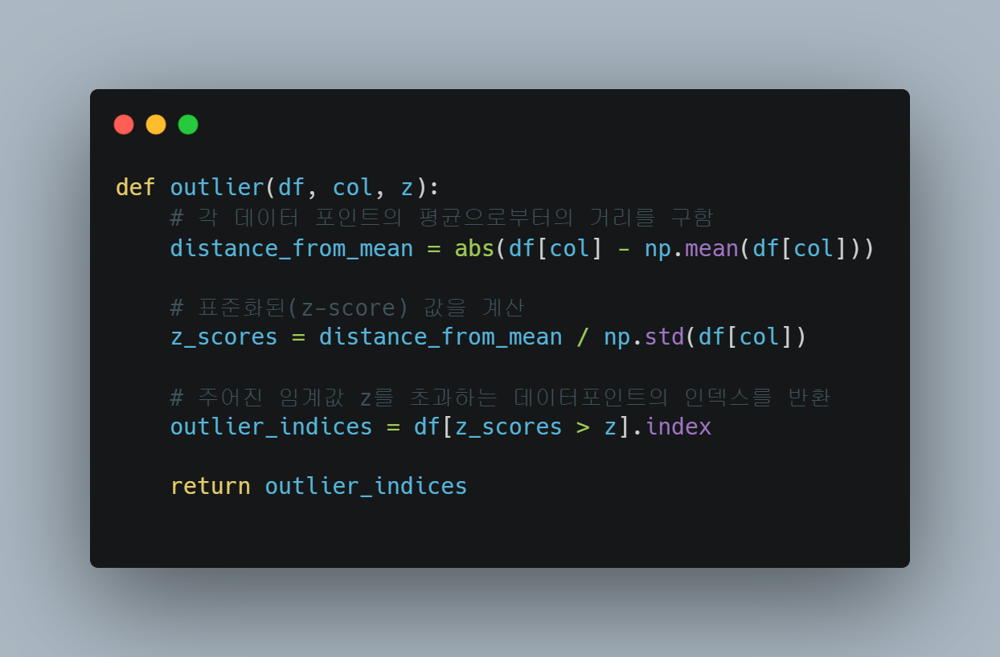 def outlier(df, col, z):
    # 각 데이터 포인트의 평균으로부터의 거리를 구함
    distance_from_mean = abs(df[col] - np.mean(df[col]))
    # 표준화된(z-score) 값을 계산
    z_scores = distance_from_mean / np.std(df[col])
    # 주어진 임계값 z를 초과하는 데이터포인트의 인덱스를 반환
    outlier_indices = df[z_scores > z].index
    return outlier_indices